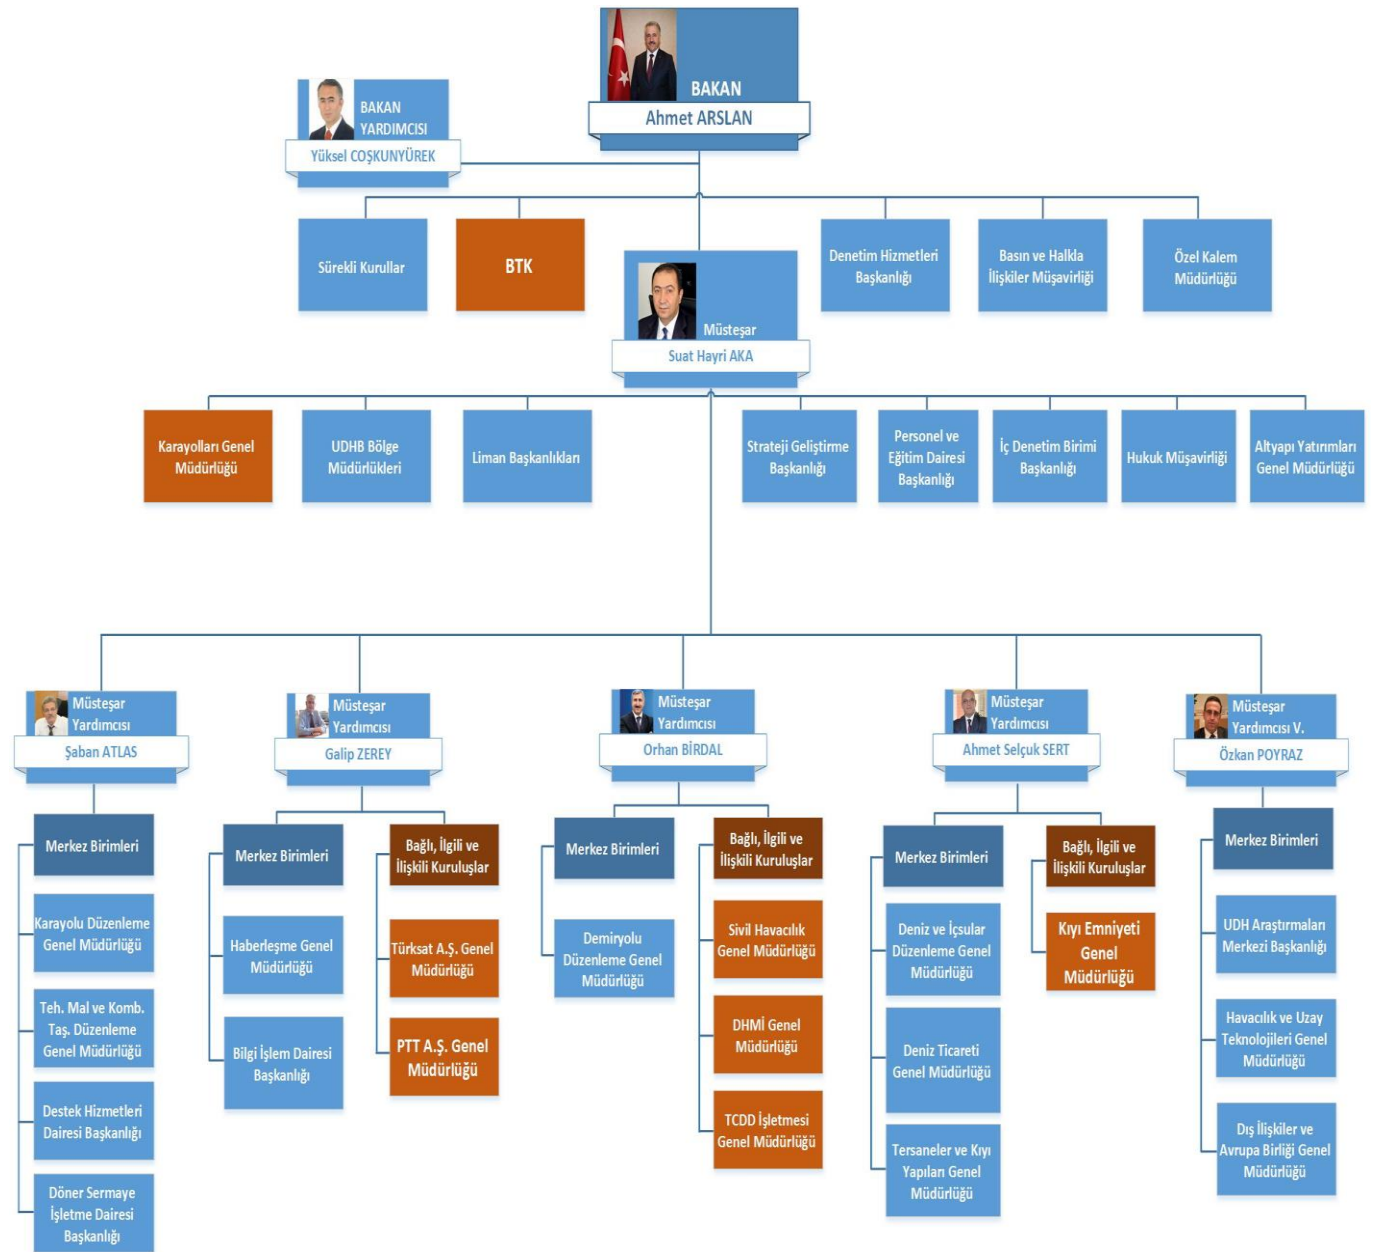 BAKAN
Ahmet ARSLAN
BAKAN
YARDIMCISI
Yüksel COŞKUNYÜREK
Sürekli Kurullar
BTK
Denetim Hizmetleri
Başkanlığı
Basın ve Halkla
İlişkiler Müşavirliği
Özel Kalem
Müdürlüğü
Müsteşar
Suat Hayri AKA
Karayolları Genel
Müdürlüğü
UDHB Bölge
Müdürlükleri
Liman Başkanlıkları
Strateji Geliştirme
Başkanlığı
Personel ve
Eğitim Dairesi
Başkanlığı
İç Denetim Birimi
Başkanlığı
Hukuk Müşavirliği
Altyapı Yatırımları
Genel Müdürlüğü
Müsteşar
Yardımcısı
Şaban ATLAS
Merkez Birimleri
Karayolu Düzenleme
Genel Müdürlüğü
Teh. Mal ve Komb.
Taş. Düzenleme
Genel Müdürlüğü
Destek Hizmetleri
Dairesi Başkanlığı
Döner Sermaye
İşletme Dairesi
Başkanlığı
Müsteşar
Yardımcısı
Galip ZEREY
Merkez Birimleri
Haberleşme Genel
Müdürlüğü
Bilgi İşlem Dairesi
Başkanlığı
Bağlı, İlgili ve
İlişkili Kuruluşlar
Türksat A.Ş. Genel
Müdürlüğü
PTT A.Ş. Genel
Müdürlüğü
Müsteşar
Yardımcısı
Orhan BİRDAL
Merkez Birimleri
Demiryolu
Düzenleme Genel
Müdürlüğü
Bağlı, İlgili ve
İlişkili Kuruluşlar
Sivil Havacılık
Genel Müdürlüğü
DHMİ Genel
Müdürlüğü
TCDD İşletmesi
Genel Müdürlüğü
Müsteşar
Yardımcısı
Ahmet Selçuk SERT
Merkez Birimleri
Deniz ve İçsular
Düzenleme Genel
Müdürlüğü
Deniz Ticareti
Genel Müdürlüğü
Tersaneler ve Kıyı
Yapıları Genel
Müdürlüğü
Bağlı, İlgili ve
İlişkili Kuruluşlar
Kıyı Emniyeti
Genel
Müdürlüğü
Müsteşar
Yardımcısı V.
Özkan POYRAZ
Merkez Birimleri
UDH Araştırmaları
Merkezi Başkanlığı
Havacılık ve Uzay
Teknolojileri Genel
Müdürlüğü
Dış İlişkiler ve
Avrupa Birliği Genel
Müdürlüğü